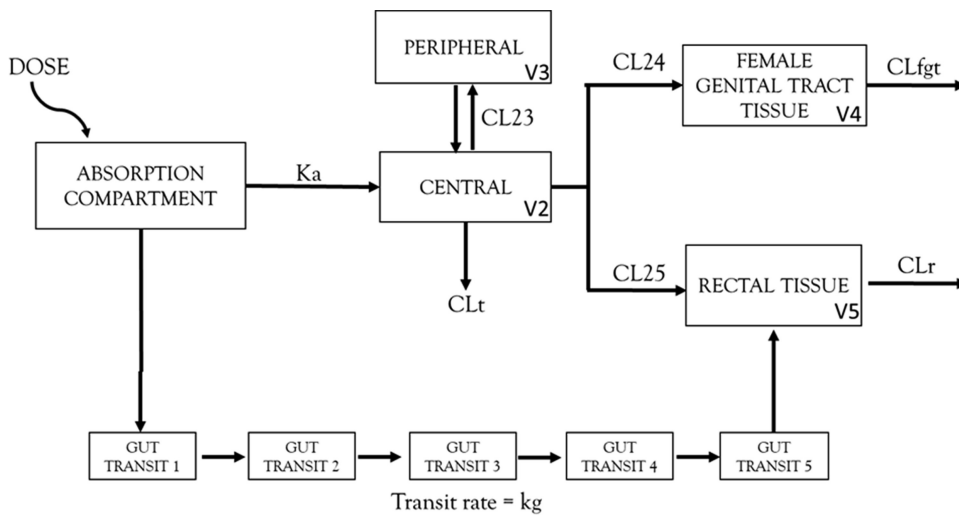 DOSE
ABSORPTION
COMPARTMENT
Ka
PERIPHERAL
V3
CL23
CENTRAL
V2
CLt
CL24
FEMALE
GENITAL TRACT
TISSUE
V4
CLfgt
CL25
RECTAL TISSUE
V5
CLr
GUT
TRANSIT 1
GUT
TRANSIT 2
GUT
TRANSIT 3
GUT
TRANSIT 4
GUT
TRANSIT 5
Transit rate = kg